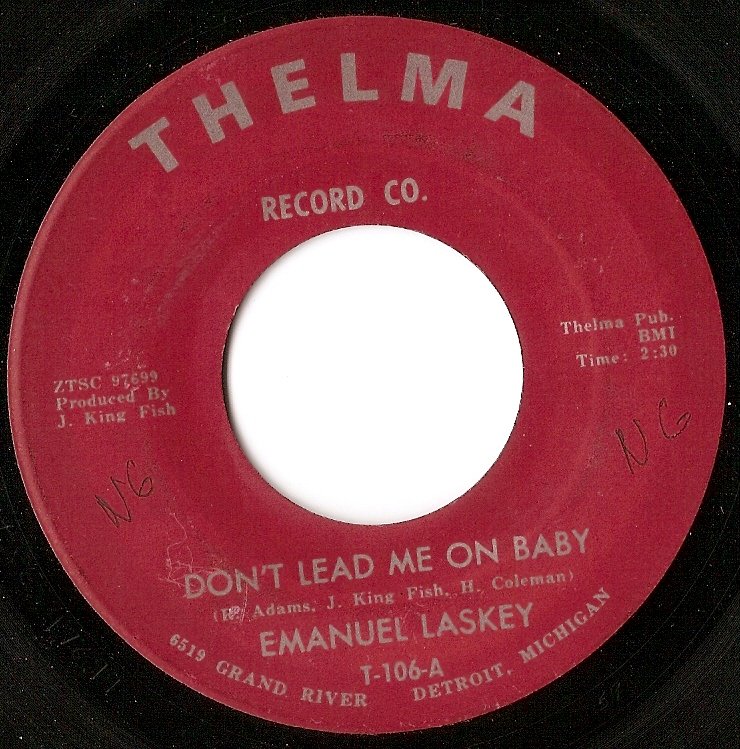 THELMA
RECORD CO.
Thelma Pub.
BMI
Time: 2:30
ZTSC 97699
Produced By
J. King Fish
NG
NG
DON'T LEAD ME ON BABY
(R. Adams, J. King Fish, H. Coleman)
EMANUEL LASKEY
T-106-A
6519 GRAND RIVER DETROIT, MICHIGAN